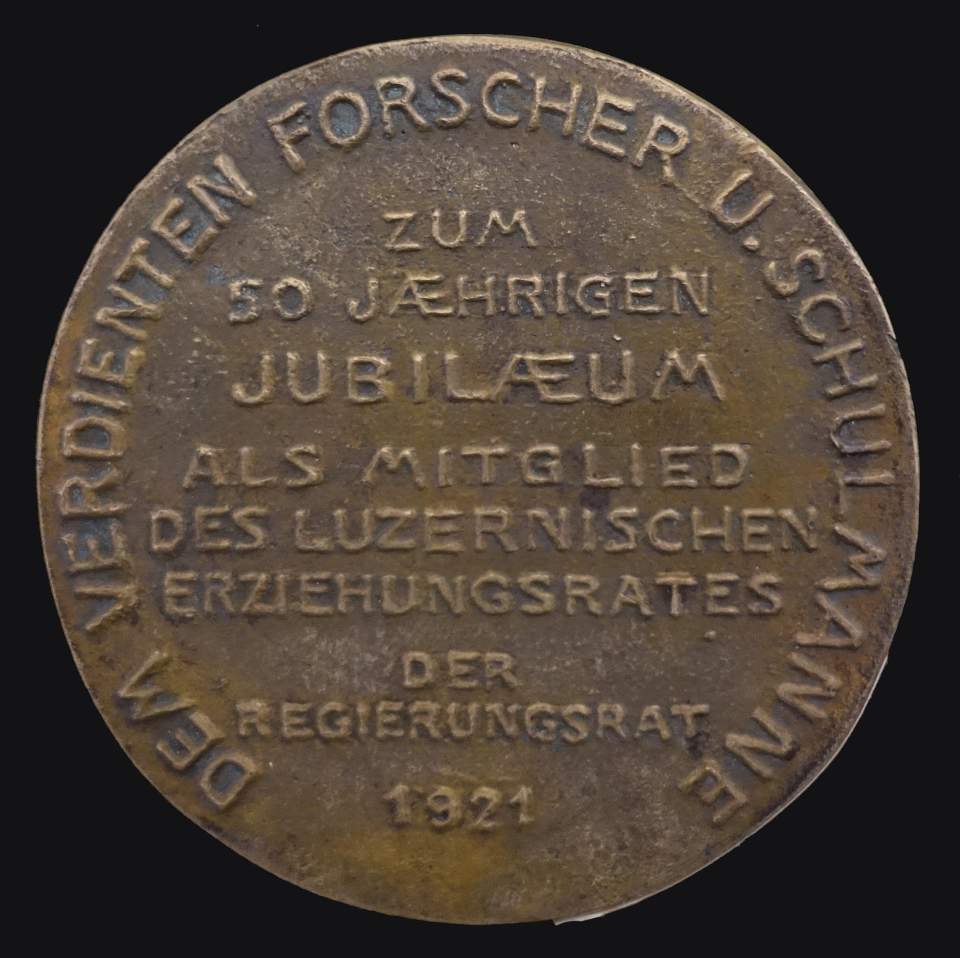 DEM VERDIENTEN FORSCHER U. SCHULMANNE
ZUM
50 JÆHRIGEN
JUBILÆUM
ALS MITGLIED
DES LUZERNISCHEN
ERZIEHUNGSRATES
DER
REGIERUNGSRAT
1921